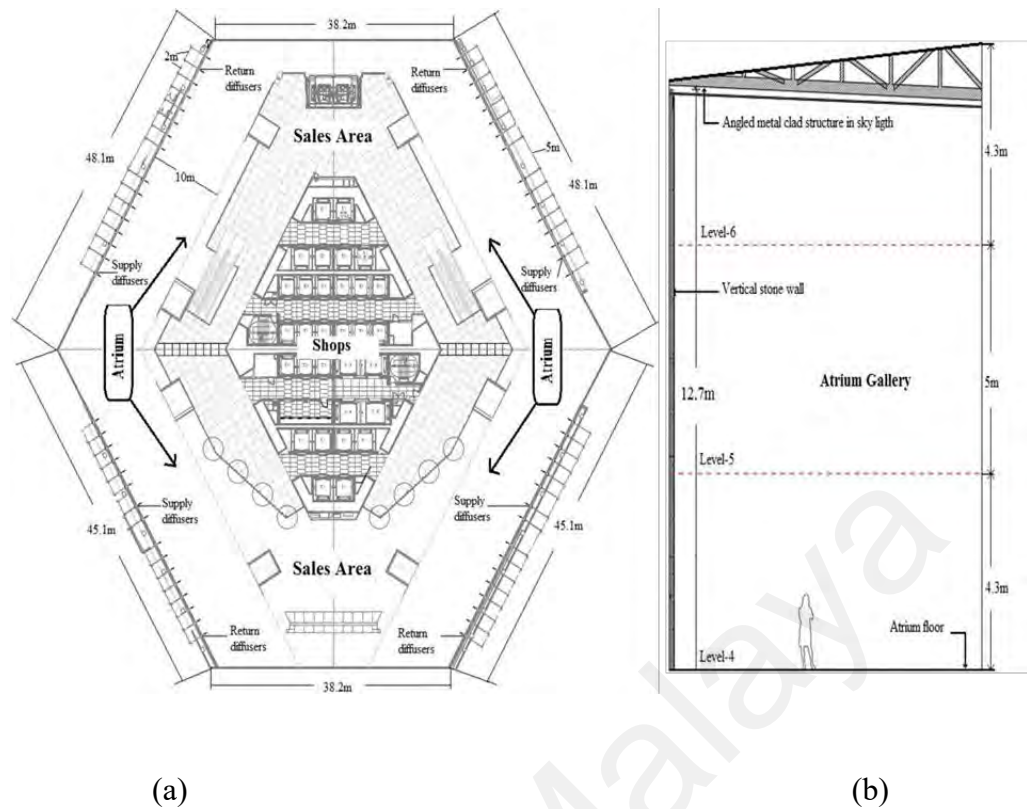 38.2m
2m
Return
diffusers
Return
diffusers
Sales Area
5m
48.1m
10m
48.1m
Supply
diffusers
Supply
diffusers
Atrium
Shops
Atrium
Supply
diffusers
Supply
diffusers
45.1m
45.1m
Sales Area
Return
diffusers
Return
diffusers
38.2m
Angled metal clad structure in sky ligth
4.3m
Level-6
Vertical stone wall
Atrium Gallery
12.7m
5m
Level-5
4.3m
Atrium floor
Level-4
Malaya
(a)
(b)